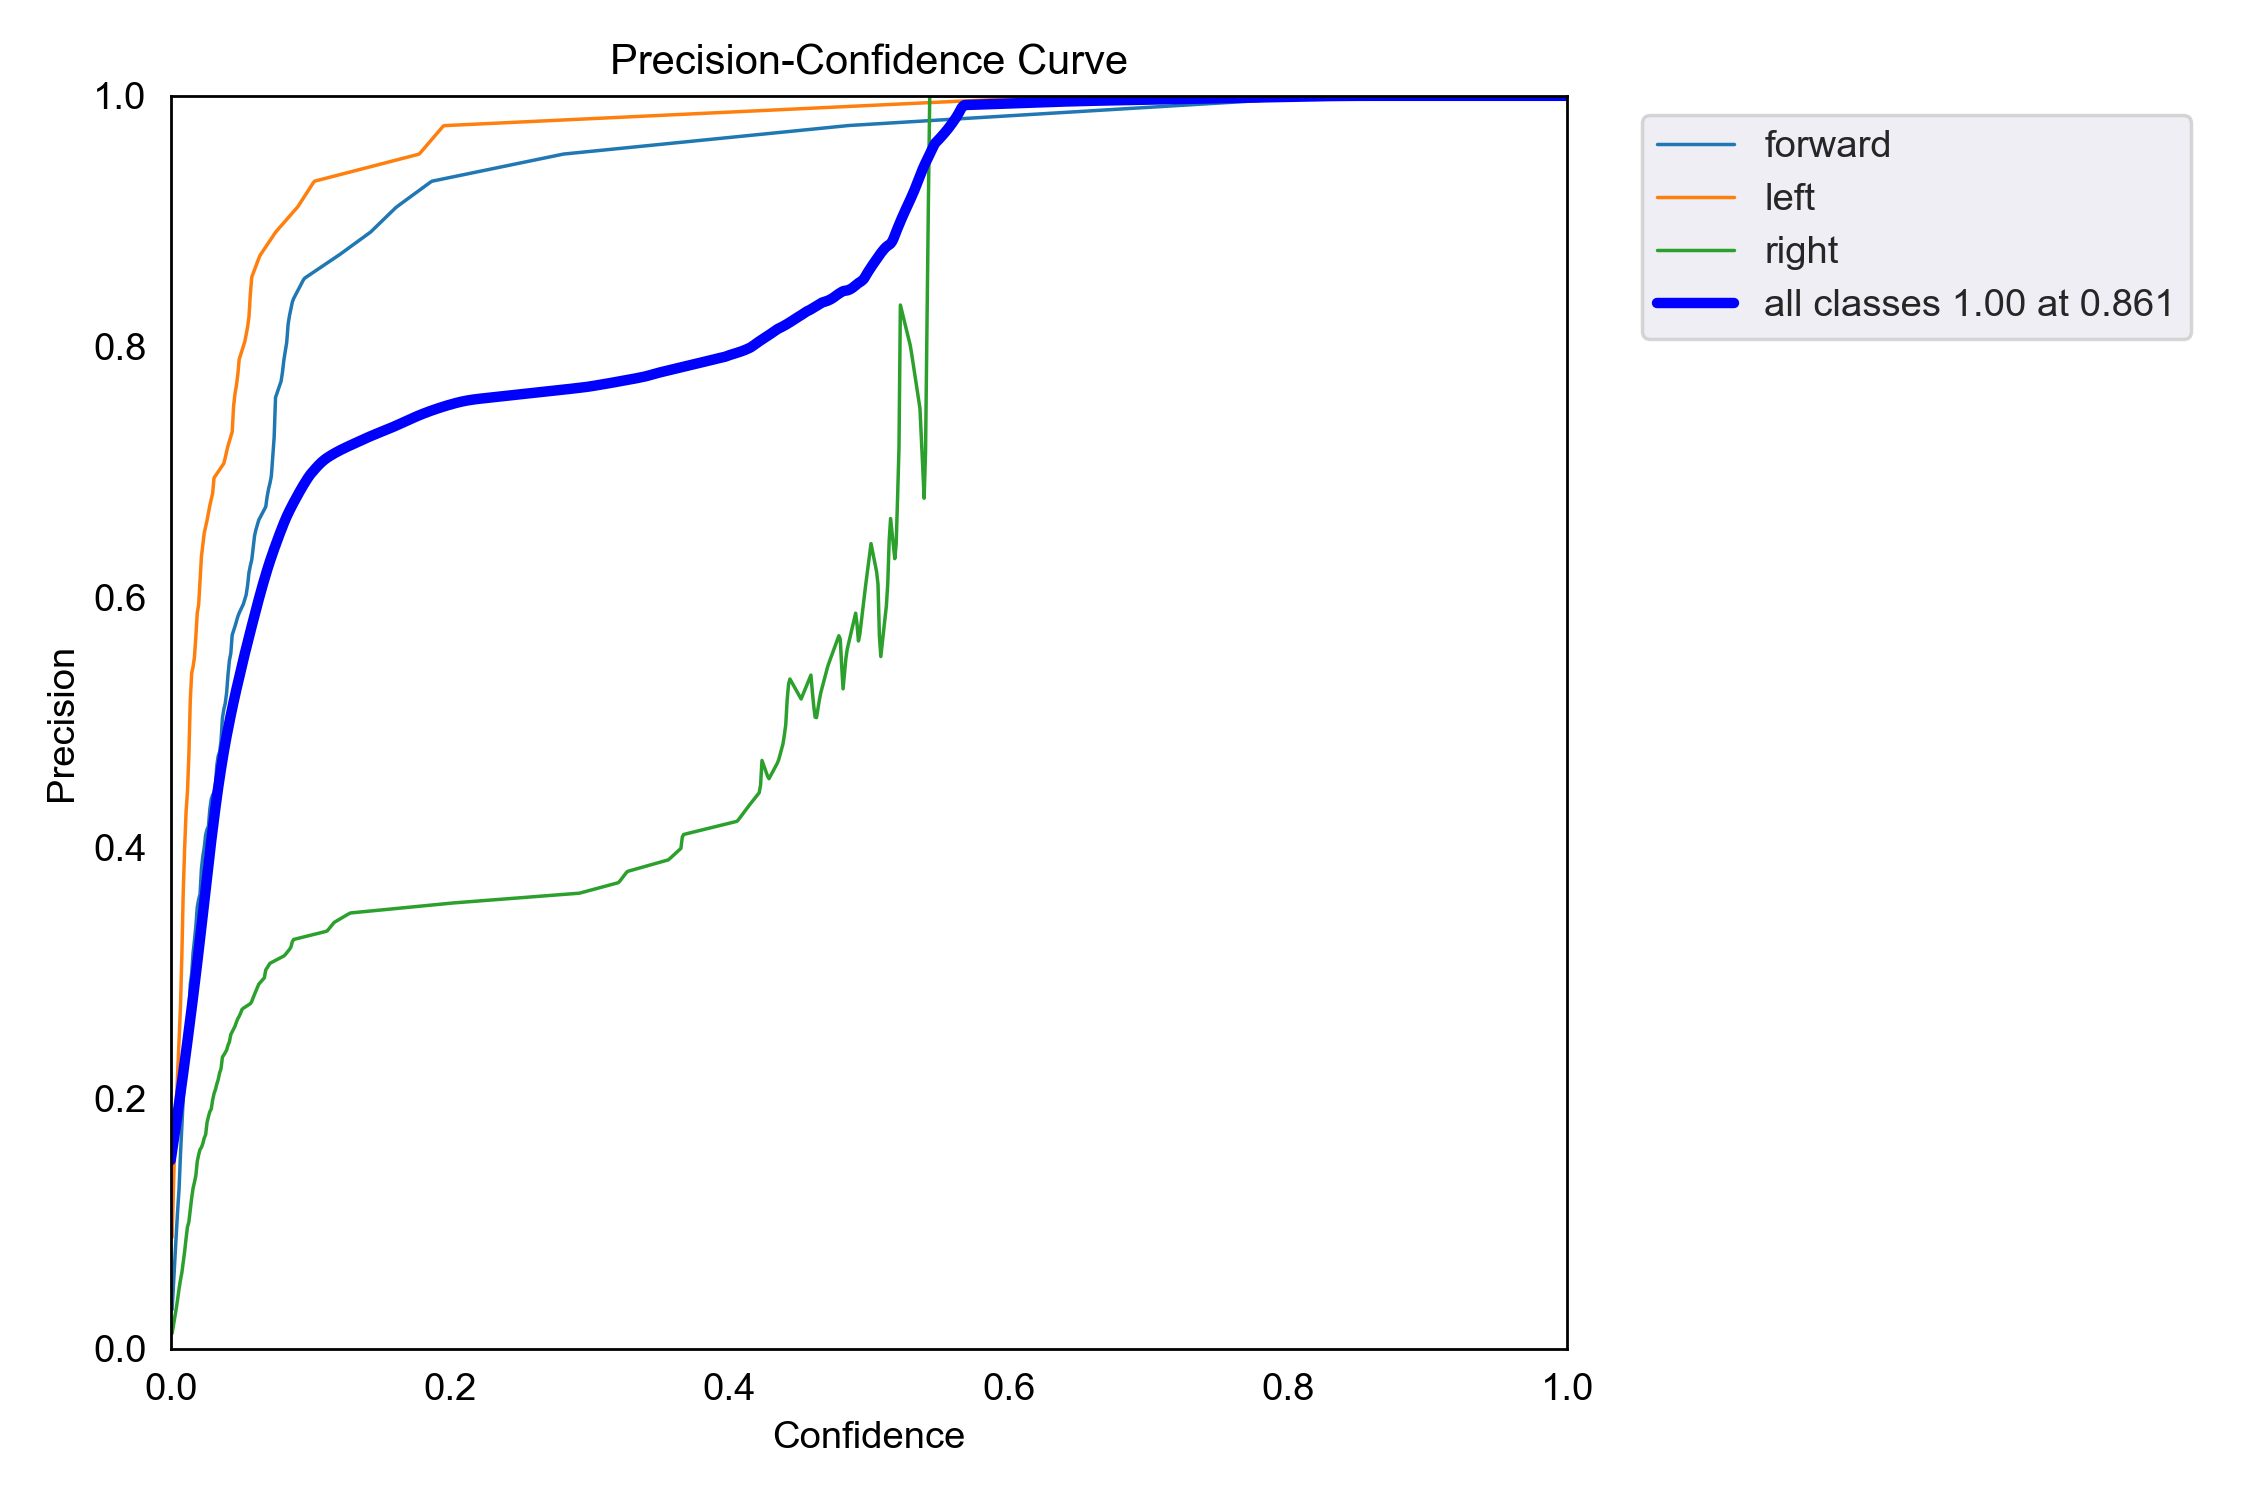 Precision-Confidence Curve
1.0
0.8
0.6
0.4
0.2
0.0
Precision
0.0 0.2 0.4 0.6 0.8 1.0
Confidence
forward
left
right
all classes 1.00 at 0.861